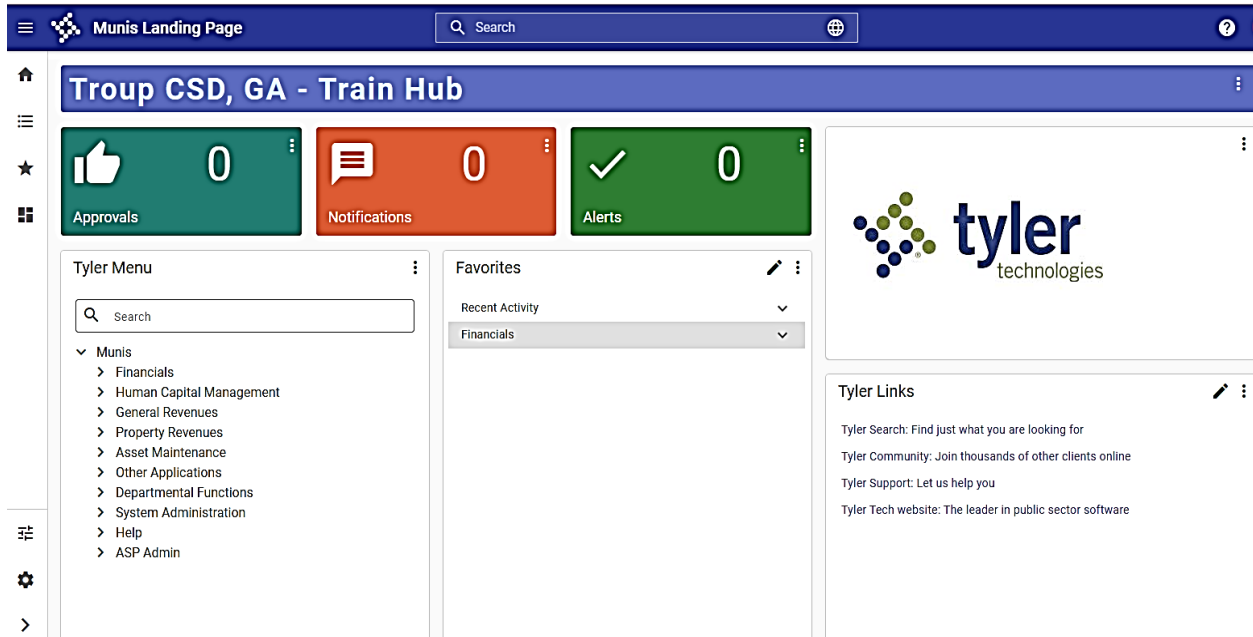 Munis Landing Page
Search
Troup CSD, GA - Train Hub
0
Approvals
0
Notifications
0
Alerts
tyler
technologies
Tyler Menu
Search
Munis
Financials
Human Capital Management
General Revenues
Property Revenues
Asset Maintenance
Other Applications
Departmental Functions
System Administration
Help
ASP Admin
Favorites
Recent Activity
Financials
Tyler Links
Tyler Search: Find just what you are looking for
Tyler Community: Join thousands of other clients online
Tyler Support: Let us help you
Tyler Tech website: The leader in public sector software